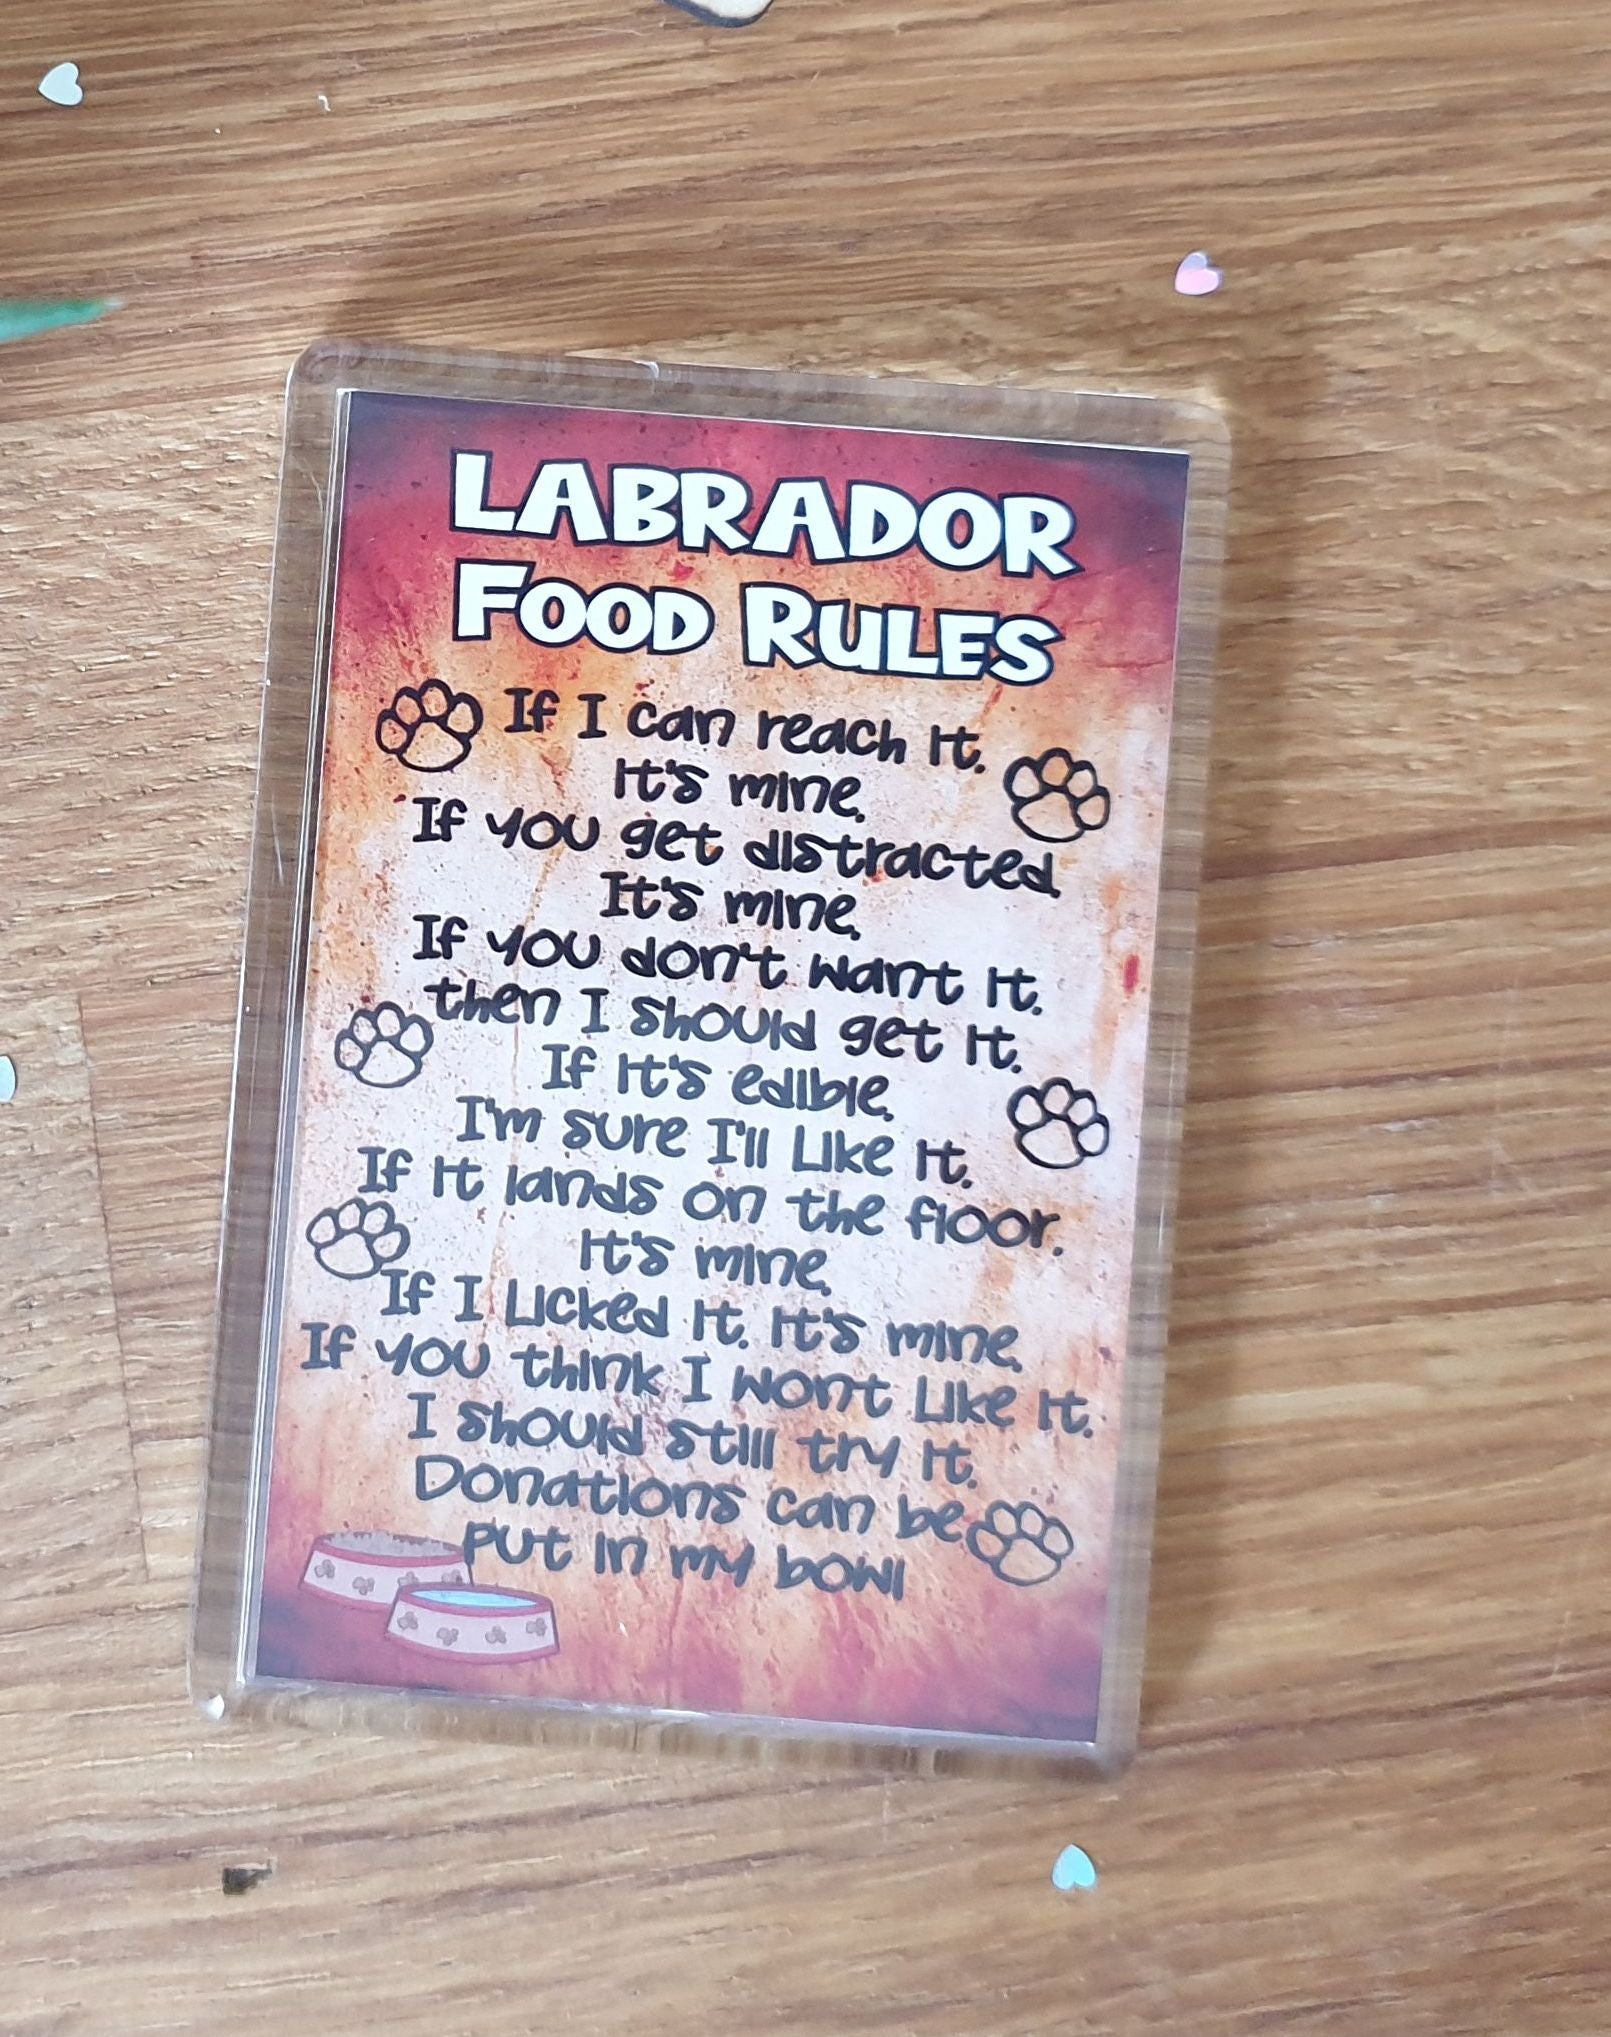 LABRADOR
FOOD RULES
If I can reach it.
It's mine.
If you get distracted.
It's mine.
If you don't want it.
then I should get it.
If it's edible.
I'm sure I'll like it.
If it lands on the floor.
It's mine.
If I licked it. It's mine.
If you think I wont like it.
I should still try it.
Donations can be
put in my bowl